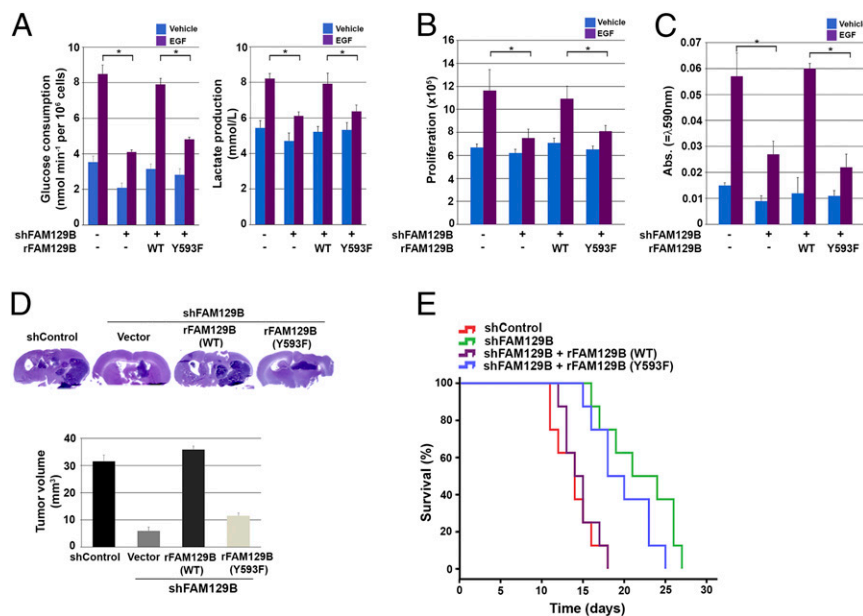 A
Vehicle
EGF
Glucose consumption
(nmol min⁻¹ per 10⁶ cells)
10
8
6
4
2
0
*
*
Vehicle
EGF
Lactate production
(mmol/L)
10
8
6
4
2
0
*
*
shFAM129B - + + + - + + +
rFAM129B - WT Y593F - WT Y593F
B
Vehicle
EGF
Proliferation (x10⁵)
16
14
12
10
8
6
4
2
0
*
*
shFAM129B - + + +
rFAM129B - WT Y593F
C
Vehicle
EGF
Abs. (=λ590nm)
0.07
0.06
0.05
0.04
0.03
0.02
0.01
0
*
*
shFAM129B - + + +
rFAM129B - WT Y593F
D
shFAM129B
shControl Vector rFAM129B (WT) rFAM129B (Y593F)
Tumor volume
(mm³)
40
30
20
10
0
shControl Vector rFAM129B (WT) rFAM129B (Y593F)
shFAM129B
E
shControl
shFAM129B
shFAM129B + rFAM129B (WT)
shFAM129B + rFAM129B (Y593F)
Survival (%)
100
80
60
40
20
0
0 5 10 15 20 25 30
Time (days)